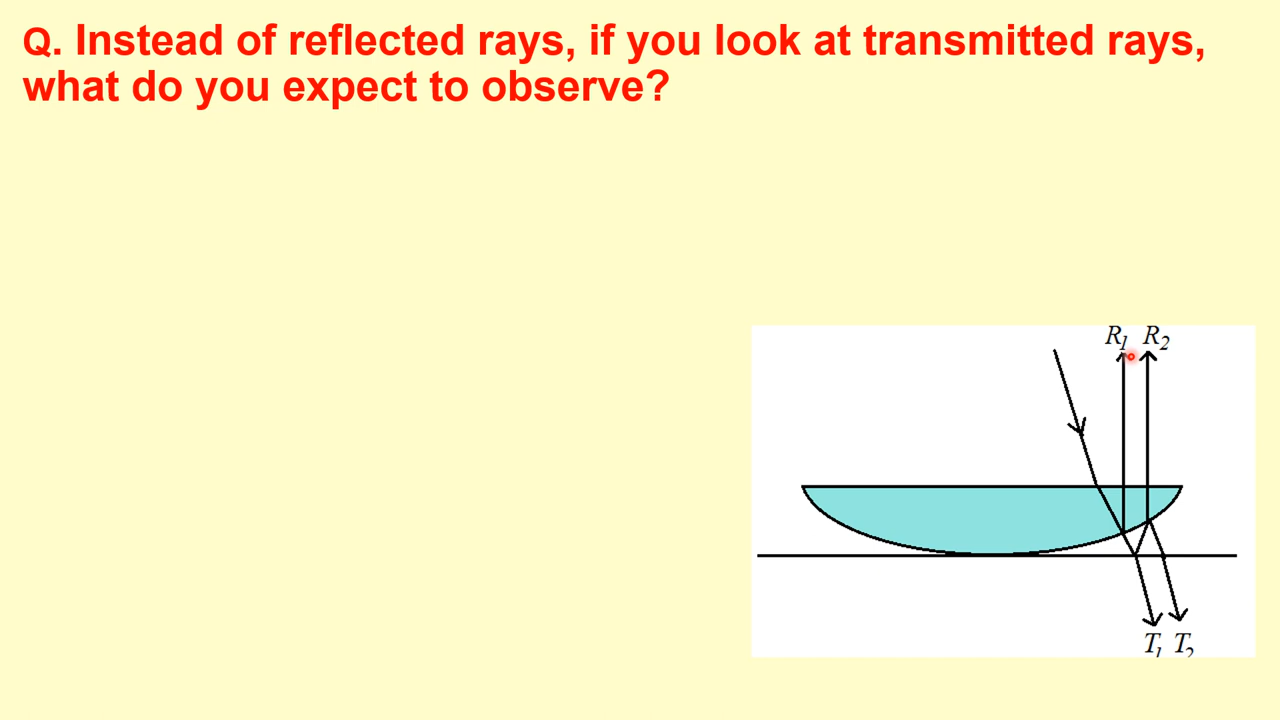 Q. Instead of reflected rays, if you look at transmitted rays,
what do you expect to observe?
R1 R2
T1 T2